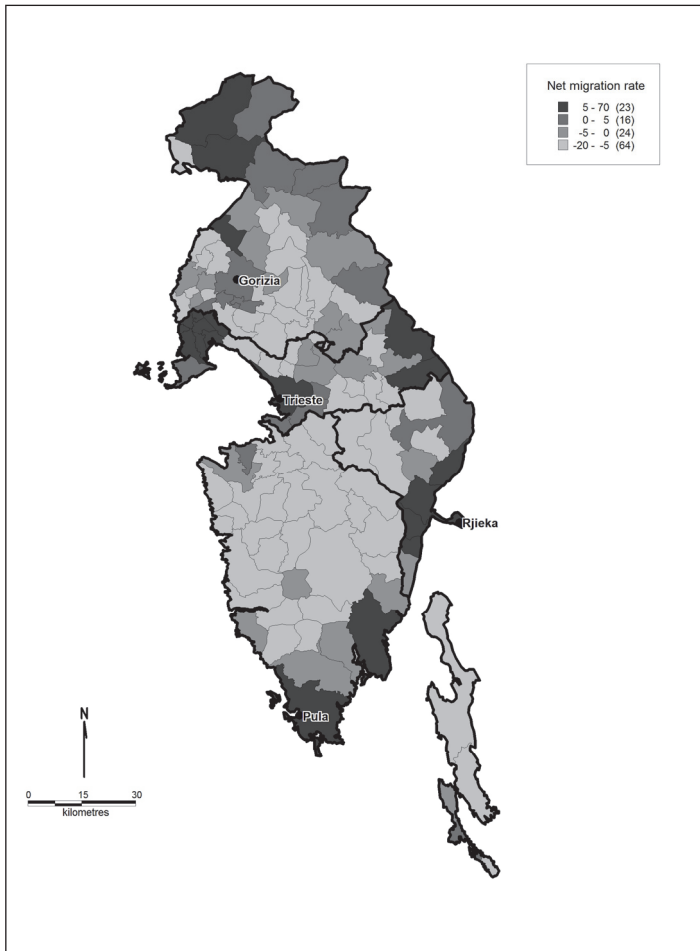 Net migration rate
5 - 70 (23)
0 - 5 (16)
-5 - 0 (24)
-20 - -5 (64)
Gorizia
Trieste
Rjieka
Pula
N
0 15 30
kilometres